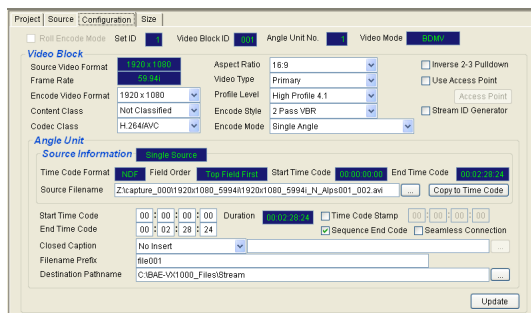 Project Source Configuration Size
Roll Encode Mode Set ID 1 Video Block ID 001 Angle Unit No. 1 Video Mode BDMV
Video Block
Source Video Format 1920 x 1080 Aspect Ratio 16:9 Inverse 2-3 Pulldown
Frame Rate 59.94i Video Type Primary Use Access Point
Encode Video Format 1920 x 1080 Profile Level High Profile 4.1 Access Point
Content Class Not Classified Encode Style 2 Pass VBR Stream ID Generator
Codec Class H.264/AVC Encode Mode Single Angle
Angle Unit
Source Information Single Source
Time Code Format NDF Field Order Top Field First Start Time Code 00:00:00:00 End Time Code 00:02:28:24
Source Filename Z:\capture_000\1920x1080_5994i\1920x1080_5994i_N_Alps001_002.avi ... Copy to Time Code
Start Time Code 00 : 00 : 00 : 00 Duration 00:02:28:24 Time Code Stamp 00 : 00 : 00 : 00
End Time Code 00 : 02 : 28 : 24 Sequence End Code Seamless Connection
Closed Caption No Insert ...
Filename Prefix file001
Destination Pathname C:\BAE-VX1000_Files\Stream ...
Update